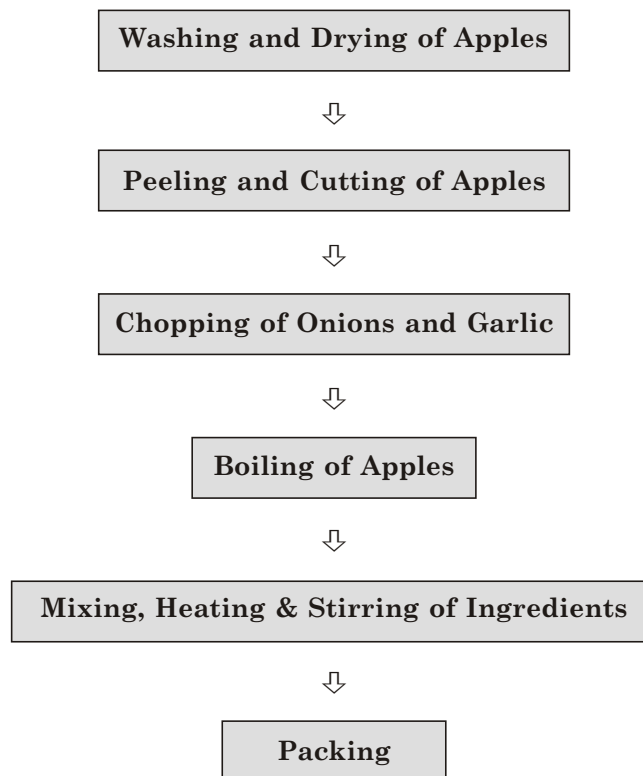 Washing and Drying of Apples
Peeling and Cutting of Apples
Chopping of Onions and Garlic
Boiling of Apples
Mixing, Heating & Stirring of Ingredients
Packing